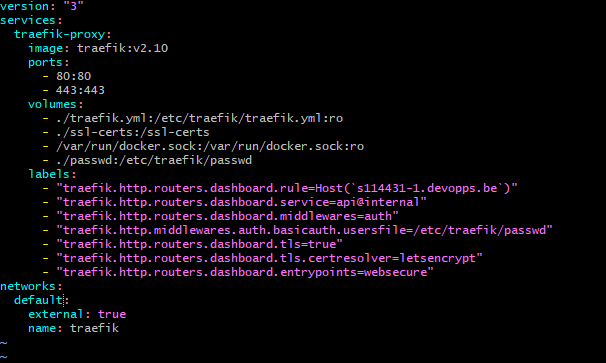 version: "3"
services:
  traefik-proxy:
    image: traefik:v2.10
    ports:
      - 80:80
      - 443:443
    volumes:
      - ./traefik.yml:/etc/traefik/traefik.yml:ro
      - ./ssl-certs:/ssl-certs
      - /var/run/docker.sock:/var/run/docker.sock:ro
      - ./passwd:/etc/traefik/passwd
    labels:
      - "traefik.http.routers.dashboard.rule=Host(`s114431-1.devopps.be`)"
      - "traefik.http.routers.dashboard.service=api@internal"
      - "traefik.http.routers.dashboard.middlewares=auth"
      - "traefik.http.middlewares.auth.basicauth.usersfile=/etc/traefik/passwd"
      - "traefik.http.routers.dashboard.tls=true"
      - "traefik.http.routers.dashboard.tls.certresolver=letsencrypt"
      - "traefik.http.routers.dashboard.entrypoints=websecure"
networks:
  default:
    external: true
    name: traefik
~
~